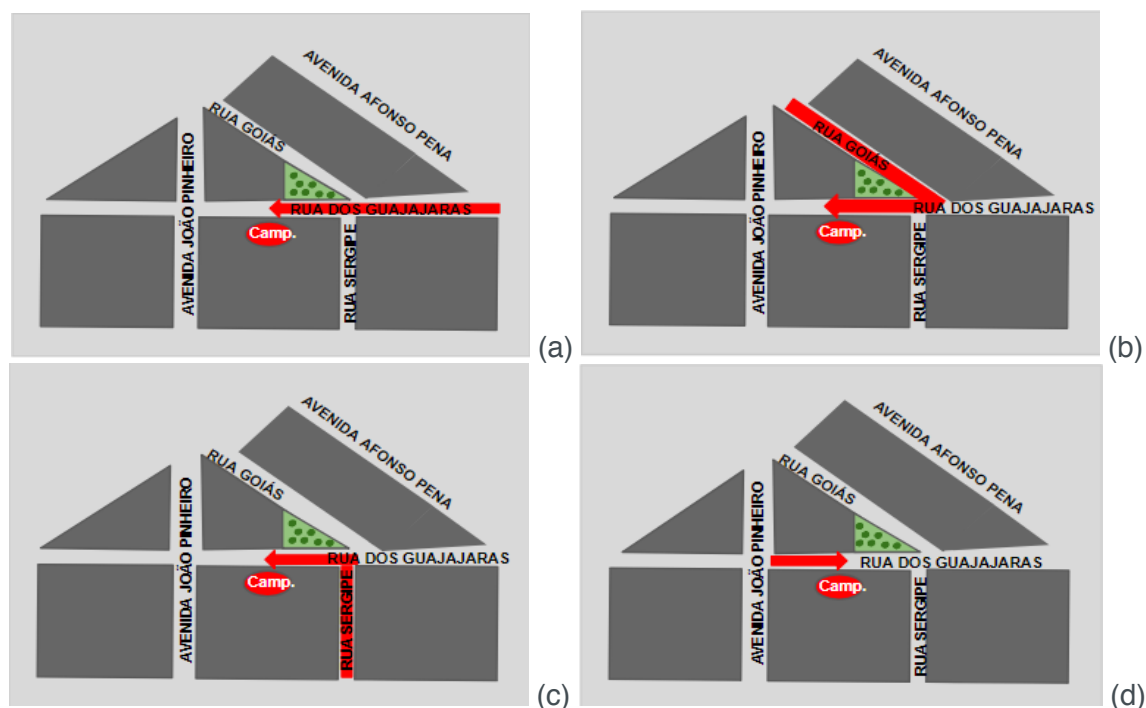 AVENIDA AFONSO PENA
RUA GOIÁS
AVENIDA JOÃO PINHEIRO
RUA DOS GUAJAJARAS
Camp.
RUA SERGIPE
(a)
AVENIDA AFONSO PENA
RUA GOIÁS
AVENIDA JOÃO PINHEIRO
RUA DOS GUAJAJARAS
Camp.
RUA SERGIPE
(b)
AVENIDA AFONSO PENA
RUA GOIÁS
AVENIDA JOÃO PINHEIRO
RUA DOS GUAJAJARAS
Camp.
RUA SERGIPE
(c)
AVENIDA AFONSO PENA
RUA GOIÁS
AVENIDA JOÃO PINHEIRO
RUA DOS GUAJAJARAS
Camp.
RUA SERGIPE
(d)